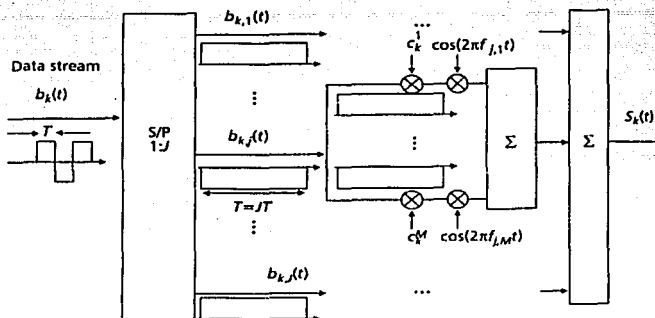 b_{k,1}(t)
...
c_k^1 cos(2πf_{j,1}t)
Data stream
b_k(t)
T
S/P
1:J
⋮
b_{k,j}(t)
T=JT
⋮
b_{k,J}(t)
⋮
c_k^M cos(2πf_{j,M}t)
...
Σ
Σ
S_k(t)